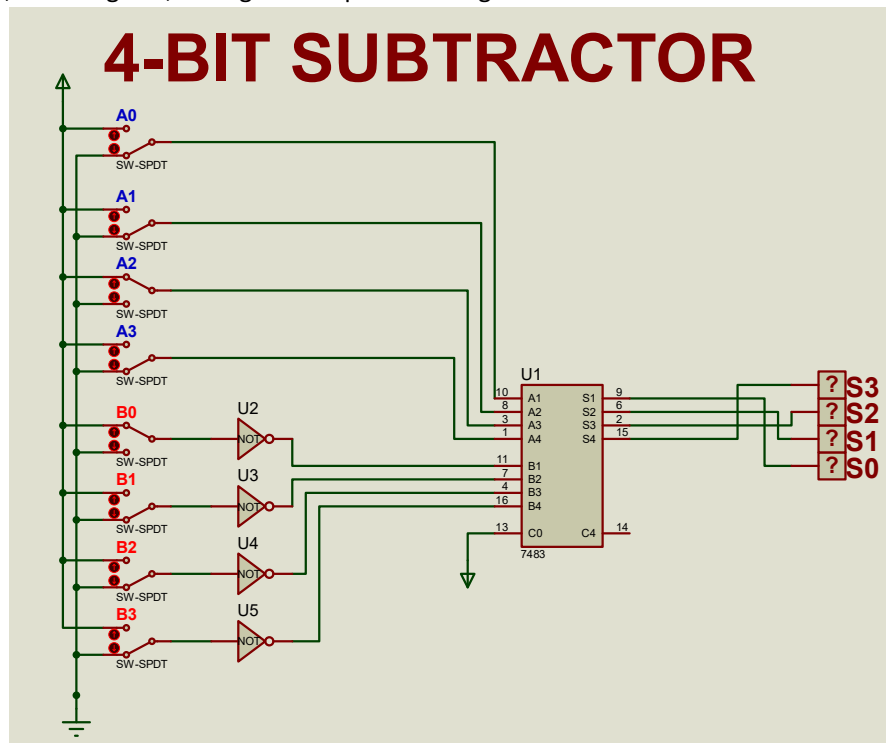 4-BIT SUBTRACTOR
A0
SW-SPDT
A1
SW-SPDT
A2
SW-SPDT
A3
SW-SPDT
B0
SW-SPDT
B1
SW-SPDT
B2
SW-SPDT
B3
SW-SPDT
U2
NOT
U3
NOT
U4
NOT
U5
NOT
U1
10 A1 S1 9
8 A2 S2 6
3 A3 S3 2
1 A4 S4 15
11 B1
7 B2
4 B3
16 B4
13 C0 C4 14
7483
? S3
? S2
? S1
? S0